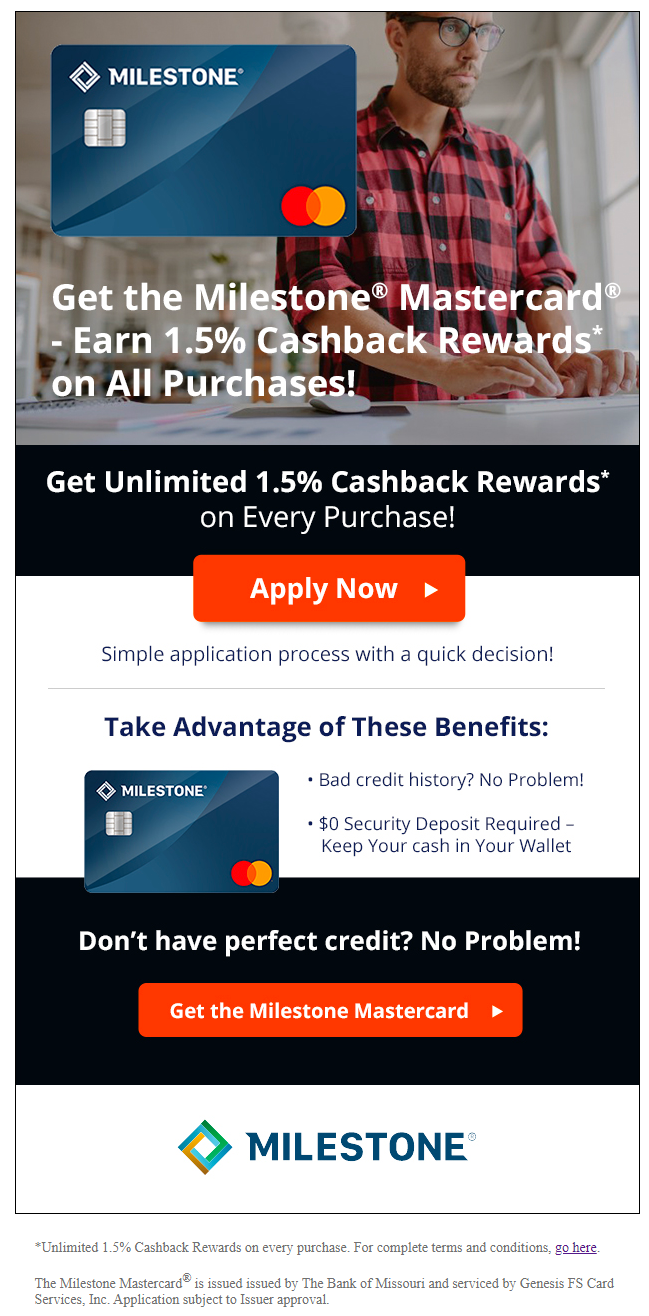 MILESTONE®
Get the Milestone® Mastercard®
- Earn 1.5% Cashback Rewards*
on All Purchases!
Get Unlimited 1.5% Cashback Rewards*
on Every Purchase!
Apply Now
Simple application process with a quick decision!
Take Advantage of These Benefits:
MILESTONE®
• Bad credit history? No Problem!
• $0 Security Deposit Required –
Keep Your cash in Your Wallet
Don't have perfect credit? No Problem!
Get the Milestone Mastercard
MILESTONE®
*Unlimited 1.5% Cashback Rewards on every purchase. For complete terms and conditions, go here.
The Milestone Mastercard® is issued issued by The Bank of Missouri and serviced by Genesis FS Card
Services, Inc. Application subject to Issuer approval.